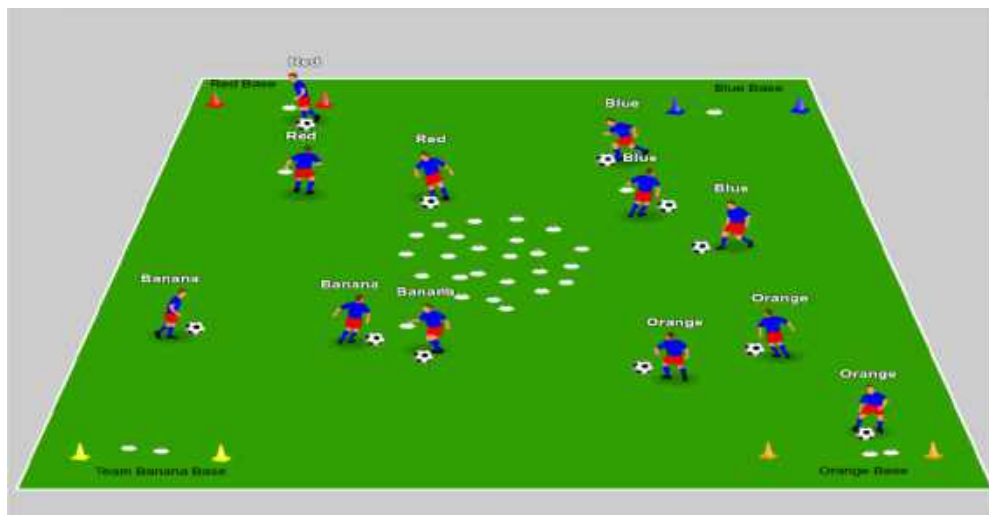 Red
Red Base
Blue Base
Blue
Red
Red
Blue
Blue
Banana
Banana
Banana
Orange
Orange
Orange
Team Banana Base
Orange Base